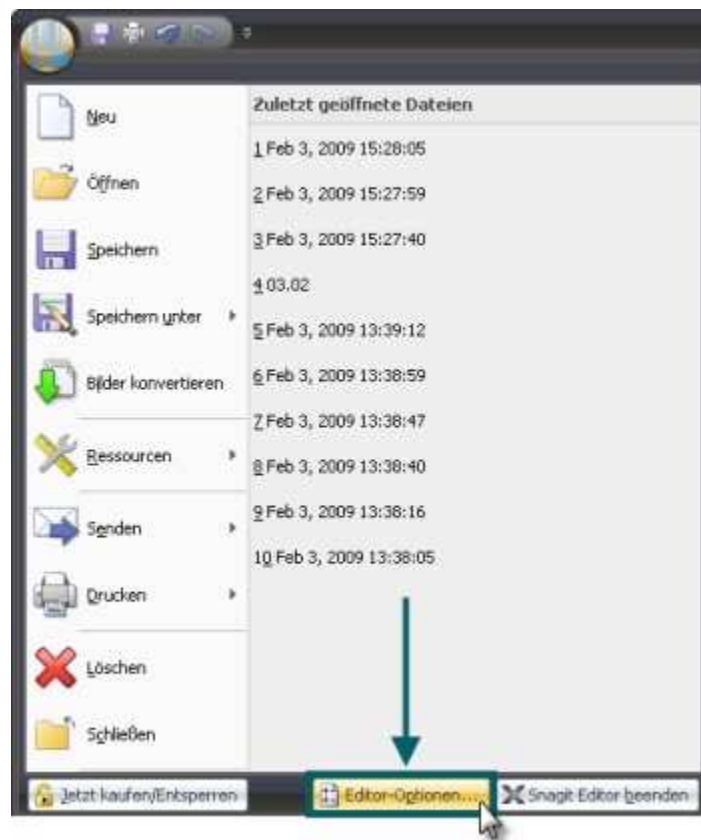 Neu
Öffnen
Speichern
Speichern unter
Bilder konvertieren
Ressourcen
Senden
Drucken
Löschen
Schließen
Zuletzt geöffnete Dateien
1 Feb 3, 2009 15:28:05
2 Feb 3, 2009 15:27:59
3 Feb 3, 2009 15:27:40
4 03.02
5 Feb 3, 2009 13:39:12
6 Feb 3, 2009 13:38:59
7 Feb 3, 2009 13:38:47
8 Feb 3, 2009 13:38:40
9 Feb 3, 2009 13:38:16
10 Feb 3, 2009 13:38:05
Jetzt kaufen/Entsperren
Editor-Optionen...
Snagit Editor beenden